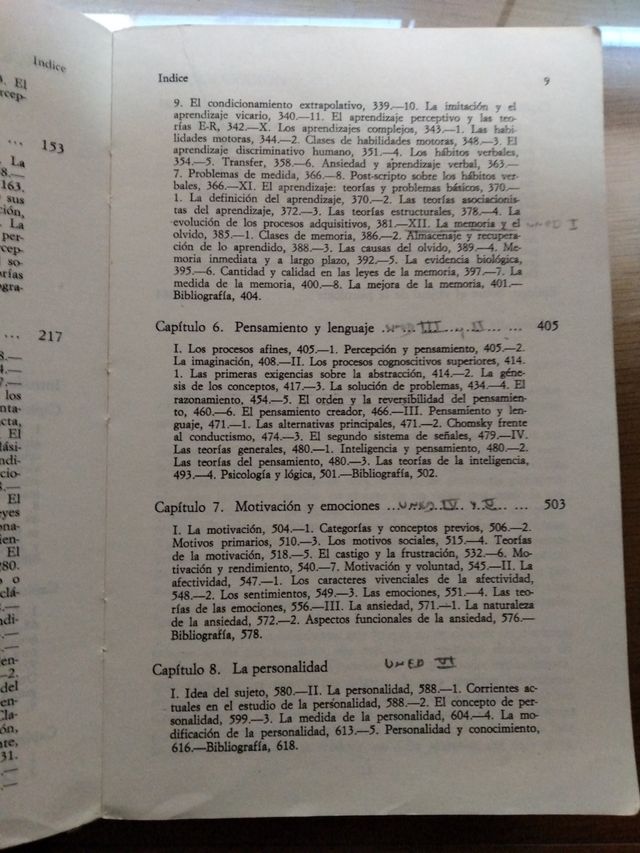 Indice
153
217
Indice 9
9. El condicionamiento extrapolativo, 339.—10. La imitación y el
aprendizaje vicario, 340.—11. El aprendizaje perceptivo y las teo-
rías E-R, 342.—X. Los aprendizajes complejos, 343.—1. Las habi-
lidades motoras, 344.—2. Clases de habilidades motoras, 348.—3. El
aprendizaje discriminativo humano, 351.—4. Los hábitos verbales,
354.—5. Transfer, 358.—6. Ansiedad y aprendizaje verbal, 363.—
7. Problemas de medida, 366.—8. Post-scripto sobre los hábitos ver-
bales, 366.—XI. El aprendizaje: teorías y problemas básicos, 370.—
1. La definición del aprendizaje, 370.—2. Las teorías asociacionis-
tas del aprendizaje, 372.—3. Las teorías estructurales, 378.—4. La
evolución de los procesos adquisitivos, 381.—XII. La memoria y el UNED I
olvido, 385.—1. Clases de memoria, 386.—2. Almacenaje y recupera-
ción de lo aprendido, 388.—3. Las causas del olvido, 389.—4. Me-
moria inmediata y a largo plazo, 392.—5. La evidencia biológica,
395.—6. Cantidad y calidad en las leyes de la memoria, 397.—7. La
medida de la memoria, 400.—8. La mejora de la memoria, 401.—
Bibliografía, 404.
Capítulo 6. Pensamiento y lenguaje ... UNED III ... 405
I. Los procesos afines, 405.—1. Percepción y pensamiento, 405.—2.
La imaginación, 408.—II. Los procesos cognoscitivos superiores, 414.
1. Las primeras exigencias sobre la abstracción, 414.—2. La géne-
sis de los conceptos, 417.—3. La solución de problemas, 434.—4. El
razonamiento, 454.—5. El orden y la reversibilidad del pensamien-
to, 460.—6. El pensamiento creador, 466.—III. Pensamiento y len-
guaje, 471.—1. Las alternativas principales, 471.—2. Chomsky frente
al conductismo, 474.—3. El segundo sistema de señales, 479.—IV.
Las teorías generales, 480.—1. Inteligencia y pensamiento, 480.—2.
Las teorías del pensamiento, 480.—3. Las teorías de la inteligencia,
493.—4. Psicología y lógica, 501.—Bibliografía, 502.
Capítulo 7. Motivación y emociones ... UNED IV y V ... 503
I. La motivación, 504.—1. Categorías y conceptos previos, 506.—2.
Motivos primarios, 510.—3. Los motivos sociales, 515.—4. Teorías
de la motivación, 518.—5. El castigo y la frustración, 532.—6. Mo-
tivación y rendimiento, 540.—7. Motivación y voluntad, 545.—II. La
afectividad, 547.—1. Los caracteres vivenciales de la afectividad,
548.—2. Los sentimientos, 549.—3. Las emociones, 551.—4. Las teo-
rías de las emociones, 556.—III. La ansiedad, 571.—1. La naturaleza
de la ansiedad, 572.—2. Aspectos funcionales de la ansiedad, 576.—
Bibliografía, 578.
Capítulo 8. La personalidad UNED VI
I. Idea del sujeto, 580.—II. La personalidad, 588.—1. Corrientes ac-
tuales en el estudio de la personalidad, 588.—2. El concepto de per-
sonalidad, 599.—3. La medida de la personalidad, 604.—4. La mo-
dificación de la personalidad, 613.—5. Personalidad y conocimiento,
616.—Bibliografía, 618.